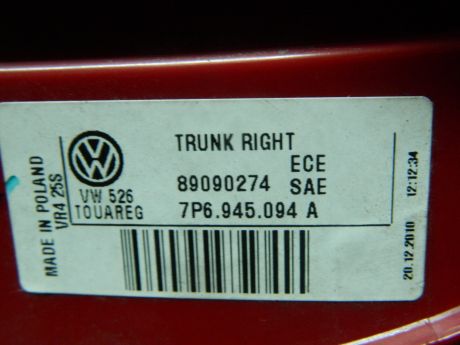 MADE IN POLAND
VR4 25S
VW 526
TOUAREG
TRUNK RIGHT
ECE
89090274 SAE
7P6.945.094 A
20.12.2010 12:12:34